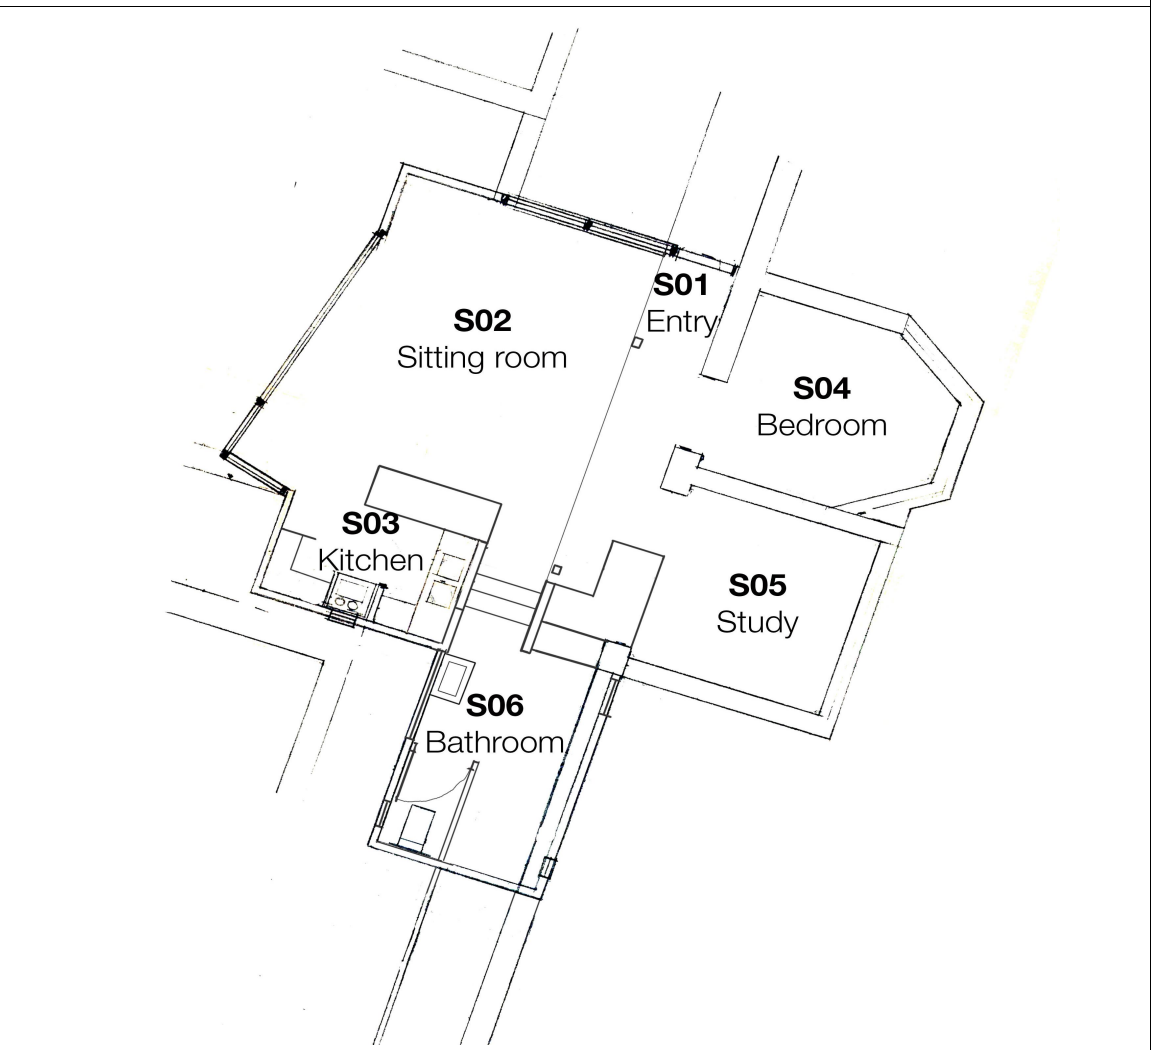 S01
Entry
S02
Sitting room
S04
Bedroom
S03
Kitchen
S05
Study
S06
Bathroom